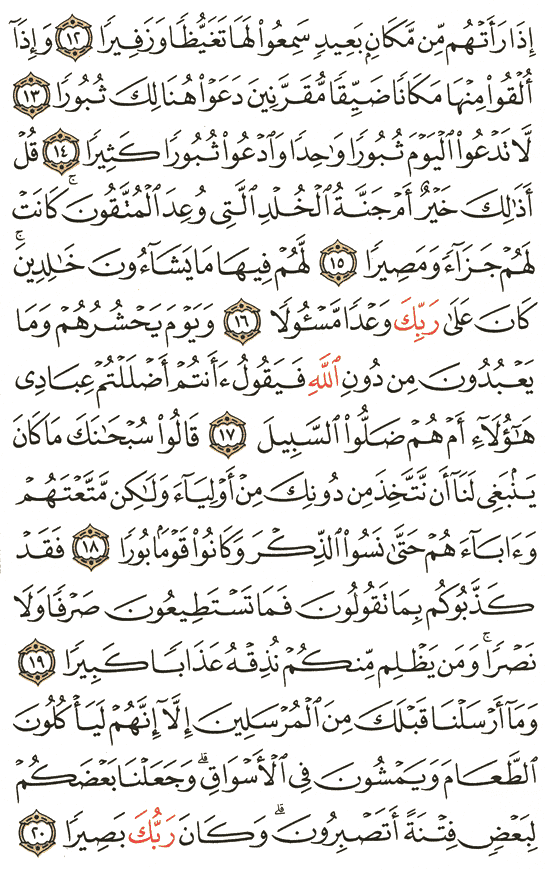 إِذَا رَأَتْهُم مِّن مَّكَانٍۭ بَعِيدٍ سَمِعُوا۟ لَهَا تَغَيُّظًا وَزَفِيرًا ١٢ وَإِذَآ
أُلْقُوا۟ مِنْهَا مَكَانًا ضَيِّقًا مُّقَرَّنِينَ دَعَوْا۟ هُنَالِكَ ثُبُورًا ١٣
لَّا تَدْعُوا۟ ٱلْيَوْمَ ثُبُورًا وَٰحِدًا وَٱدْعُوا۟ ثُبُورًا كَثِيرًا ١٤ قُلْ
أَذَٰلِكَ خَيْرٌ أَمْ جَنَّةُ ٱلْخُلْدِ ٱلَّتِى وُعِدَ ٱلْمُتَّقُونَ ۚ كَانَتْ
لَهُمْ جَزَآءً وَمَصِيرًا ١٥ لَّهُمْ فِيهَا مَا يَشَآءُونَ خَٰلِدِينَ ۚ
كَانَ عَلَىٰ رَبِّكَ وَعْدًا مَّسْـُٔولًا ١٦ وَيَوْمَ يَحْشُرُهُمْ وَمَا
يَعْبُدُونَ مِن دُونِ ٱللَّهِ فَيَقُولُ ءَأَنتُمْ أَضْلَلْتُمْ عِبَادِى
هَٰٓؤُلَآءِ أَمْ هُمْ ضَلُّوا۟ ٱلسَّبِيلَ ١٧ قَالُوا۟ سُبْحَٰنَكَ مَا كَانَ
يَنۢبَغِى لَنَآ أَن نَّتَّخِذَ مِن دُونِكَ مِنْ أَوْلِيَآءَ وَلَٰكِن مَّتَّعْتَهُمْ
وَءَابَآءَهُمْ حَتَّىٰ نَسُوا۟ ٱلذِّكْرَ وَكَانُوا۟ قَوْمًۢا بُورًا ١٨ فَقَدْ
كَذَّبُوكُم بِمَا تَقُولُونَ فَمَا تَسْتَطِيعُونَ صَرْفًا وَلَا
نَصْرًا ۚ وَمَن يَظْلِم مِّنكُمْ نُذِقْهُ عَذَابًا كَبِيرًا ١٩
وَمَآ أَرْسَلْنَا قَبْلَكَ مِنَ ٱلْمُرْسَلِينَ إِلَّآ إِنَّهُمْ لَيَأْكُلُونَ
ٱلطَّعَامَ وَيَمْشُونَ فِى ٱلْأَسْوَاقِ ۗ وَجَعَلْنَا بَعْضَكُمْ
لِبَعْضٍ فِتْنَةً أَتَصْبِرُونَ ۗ وَكَانَ رَبُّكَ بَصِيرًا ٢٠